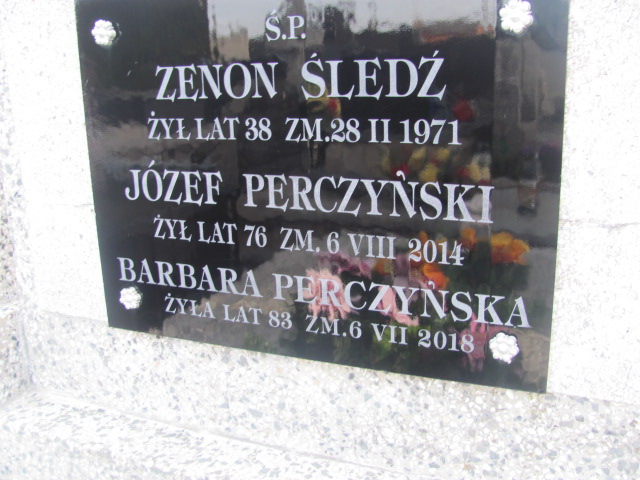 Ś.P.
ZENON ŚLEDŹ
ŻYŁ LAT 38 ZM.28 II 1971
JÓZEF PERCZYŃSKI
ŻYŁ LAT 76 ZM. 6 VIII 2014
BARBARA PERCZYŃSKA
ŻYŁA LAT 83 ZM.6 VII 2018